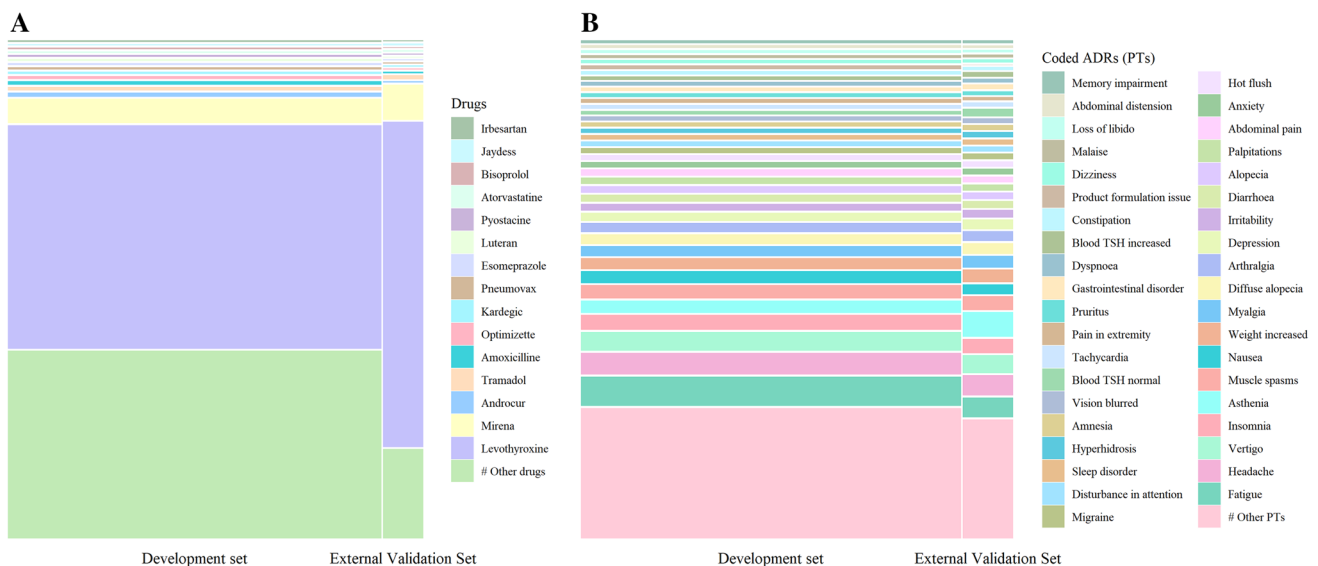 A
B
Drugs
Irbesartan
Jaydess
Bisoprolol
Atorvastatine
Pyostacine
Luteran
Esomeprazole
Pneumovax
Kardegic
Optimizette
Amoxicilline
Tramadol
Androcur
Mirena
Levothyroxine
# Other drugs
Development set
External Validation Set
Coded ADRs (PTs)
Memory impairment
Abdominal distension
Loss of libido
Malaise
Dizziness
Product formulation issue
Constipation
Blood TSH increased
Dyspnoea
Gastrointestinal disorder
Pruritus
Pain in extremity
Tachycardia
Blood TSH normal
Vision blurred
Amnesia
Hyperhidrosis
Sleep disorder
Disturbance in attention
Migraine
Hot flush
Anxiety
Abdominal pain
Palpitations
Alopecia
Diarrhoea
Irritability
Depression
Arthralgia
Diffuse alopecia
Myalgia
Weight increased
Nausea
Muscle spasms
Asthenia
Insomnia
Vertigo
Headache
Fatigue
# Other PTs
Development set
External Validation Set